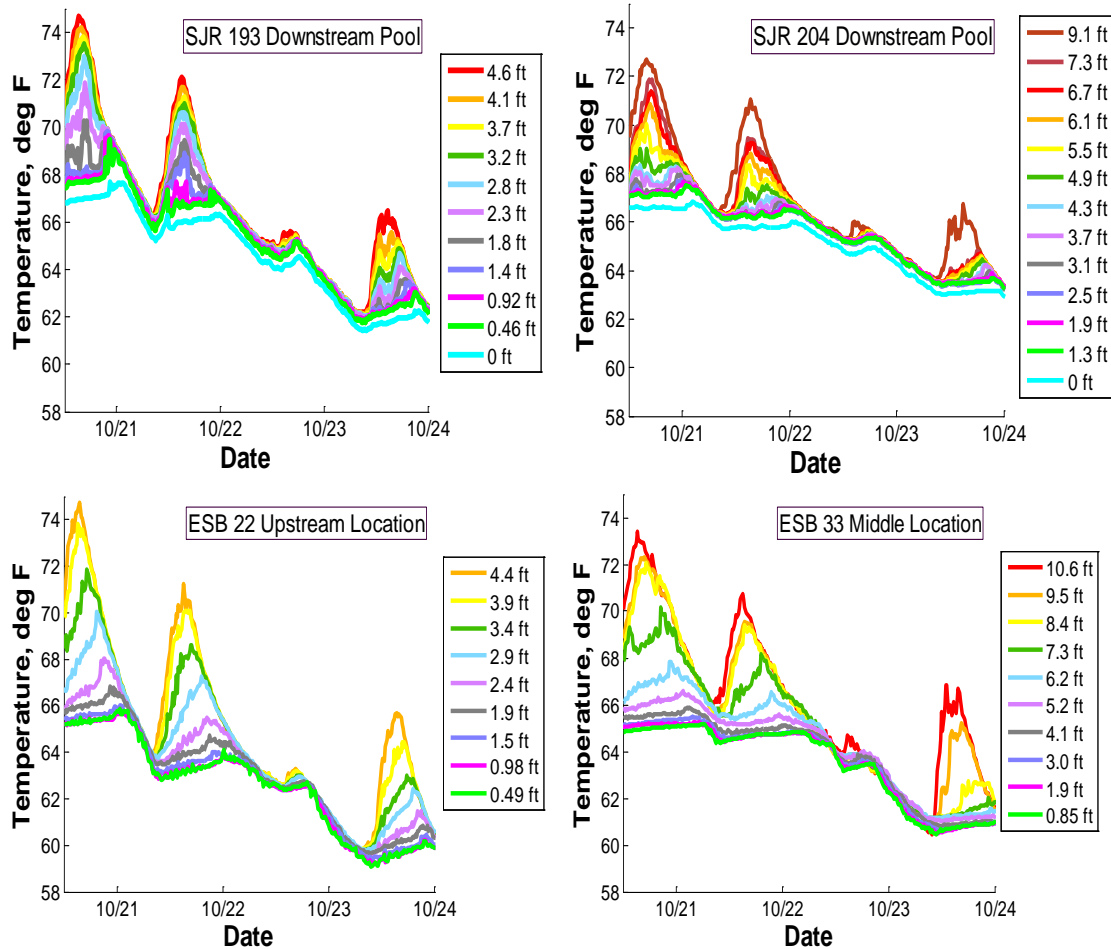 SJR 193 Downstream Pool
Temperature, deg F
74
72
70
68
66
64
62
60
58
10/21
10/22
10/23
10/24
Date
4.6 ft
4.1 ft
3.7 ft
3.2 ft
2.8 ft
2.3 ft
1.8 ft
1.4 ft
0.92 ft
0.46 ft
0 ft
SJR 204 Downstream Pool
Temperature, deg F
74
72
70
68
66
64
62
60
58
10/21
10/22
10/23
10/24
Date
9.1 ft
7.3 ft
6.7 ft
6.1 ft
5.5 ft
4.9 ft
4.3 ft
3.7 ft
3.1 ft
2.5 ft
1.9 ft
1.3 ft
0 ft
ESB 22 Upstream Location
Temperature, deg F
74
72
70
68
66
64
62
60
58
10/21
10/22
10/23
10/24
Date
4.4 ft
3.9 ft
3.4 ft
2.9 ft
2.4 ft
1.9 ft
1.5 ft
0.98 ft
0.49 ft
ESB 33 Middle Location
Temperature, deg F
74
72
70
68
66
64
62
60
58
10/21
10/22
10/23
10/24
Date
10.6 ft
9.5 ft
8.4 ft
7.3 ft
6.2 ft
5.2 ft
4.1 ft
3.0 ft
1.9 ft
0.85 ft